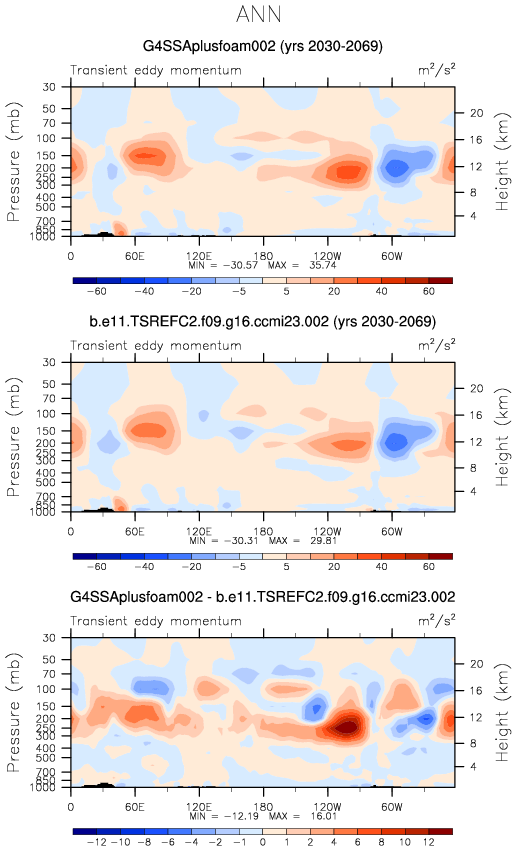 ANN
G4SSAplusfoam002 (yrs 2030-2069)
Transient eddy momentum m²/s²
Pressure (mb)
30
50
70
100
150
200
250
300
400
500
700
850
1000
Height (km)
20
16
12
8
4
0 60E 120E 180 120W 60W
MIN = -30.57 MAX = 35.74
-60 -40 -20 -5 5 20 40 60
b.e11.TSREFC2.f09.g16.ccmi23.002 (yrs 2030-2069)
Transient eddy momentum m²/s²
Pressure (mb)
30
50
70
100
150
200
250
300
400
500
700
850
1000
Height (km)
20
16
12
8
4
0 60E 120E 180 120W 60W
MIN = -30.31 MAX = 29.81
-60 -40 -20 -5 5 20 40 60
G4SSAplusfoam002 - b.e11.TSREFC2.f09.g16.ccmi23.002
Transient eddy momentum m²/s²
Pressure (mb)
30
50
70
100
150
200
250
300
400
500
700
850
1000
Height (km)
20
16
12
8
4
0 60E 120E 180 120W 60W
MIN = -12.19 MAX = 16.01
-12 -10 -8 -6 -4 -2 -1 0 1 2 4 6 8 10 12